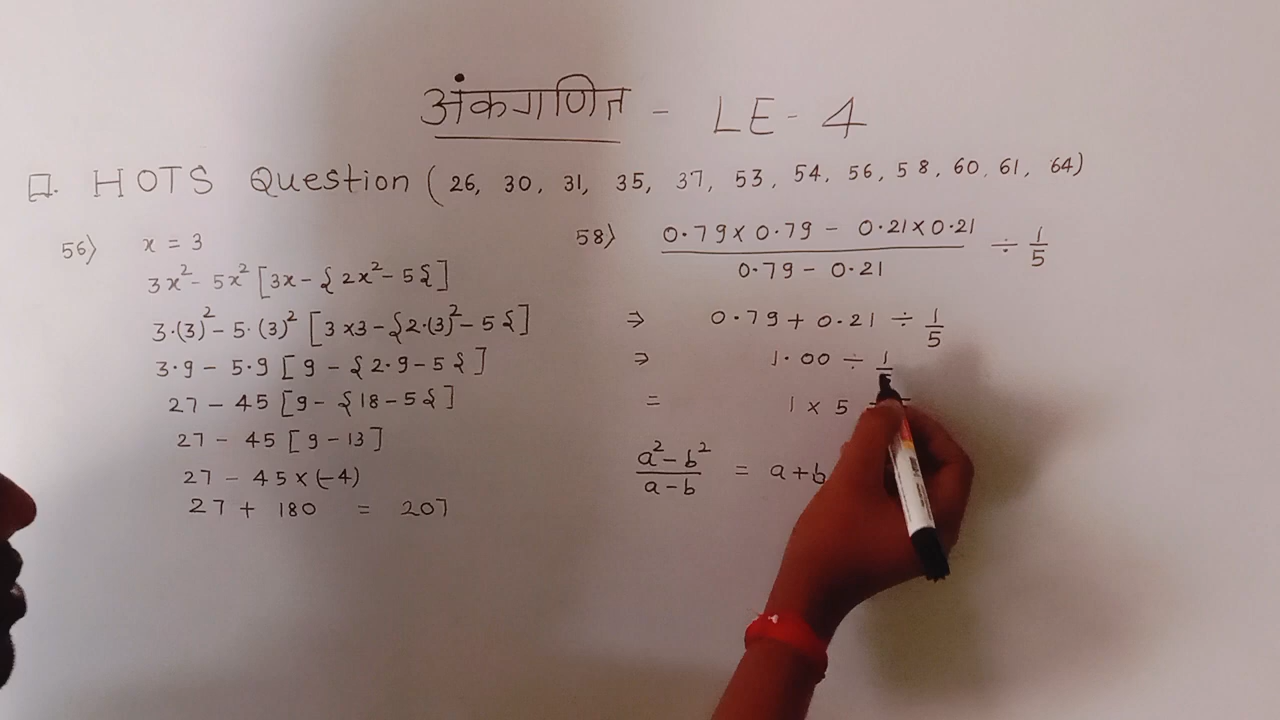 अंकगणित - LE-4
□. HOTS Question (26, 30, 31, 35, 37, 53, 54, 56, 58, 60, 61, 64)
56) x = 3
3x² - 5x² [3x - { 2x² - 5 }]
3·(3)² - 5·(3)² [3×3 - {2·(3)² - 5 }]
3·9 - 5·9 [9 - {2·9 - 5 }]
27 - 45 [9 - {18 - 5}]
27 - 45 [9 - 13]
27 - 45 × (-4)
27 + 180 = 207
58) (0.79 × 0.79 - 0.21 × 0.21) / (0.79 - 0.21) ÷ 1/5
⇒ 0.79 + 0.21 ÷ 1/5
⇒ 1.00 ÷ 1/5
= 1 × 5
(a² - b²) / (a - b) = a + b